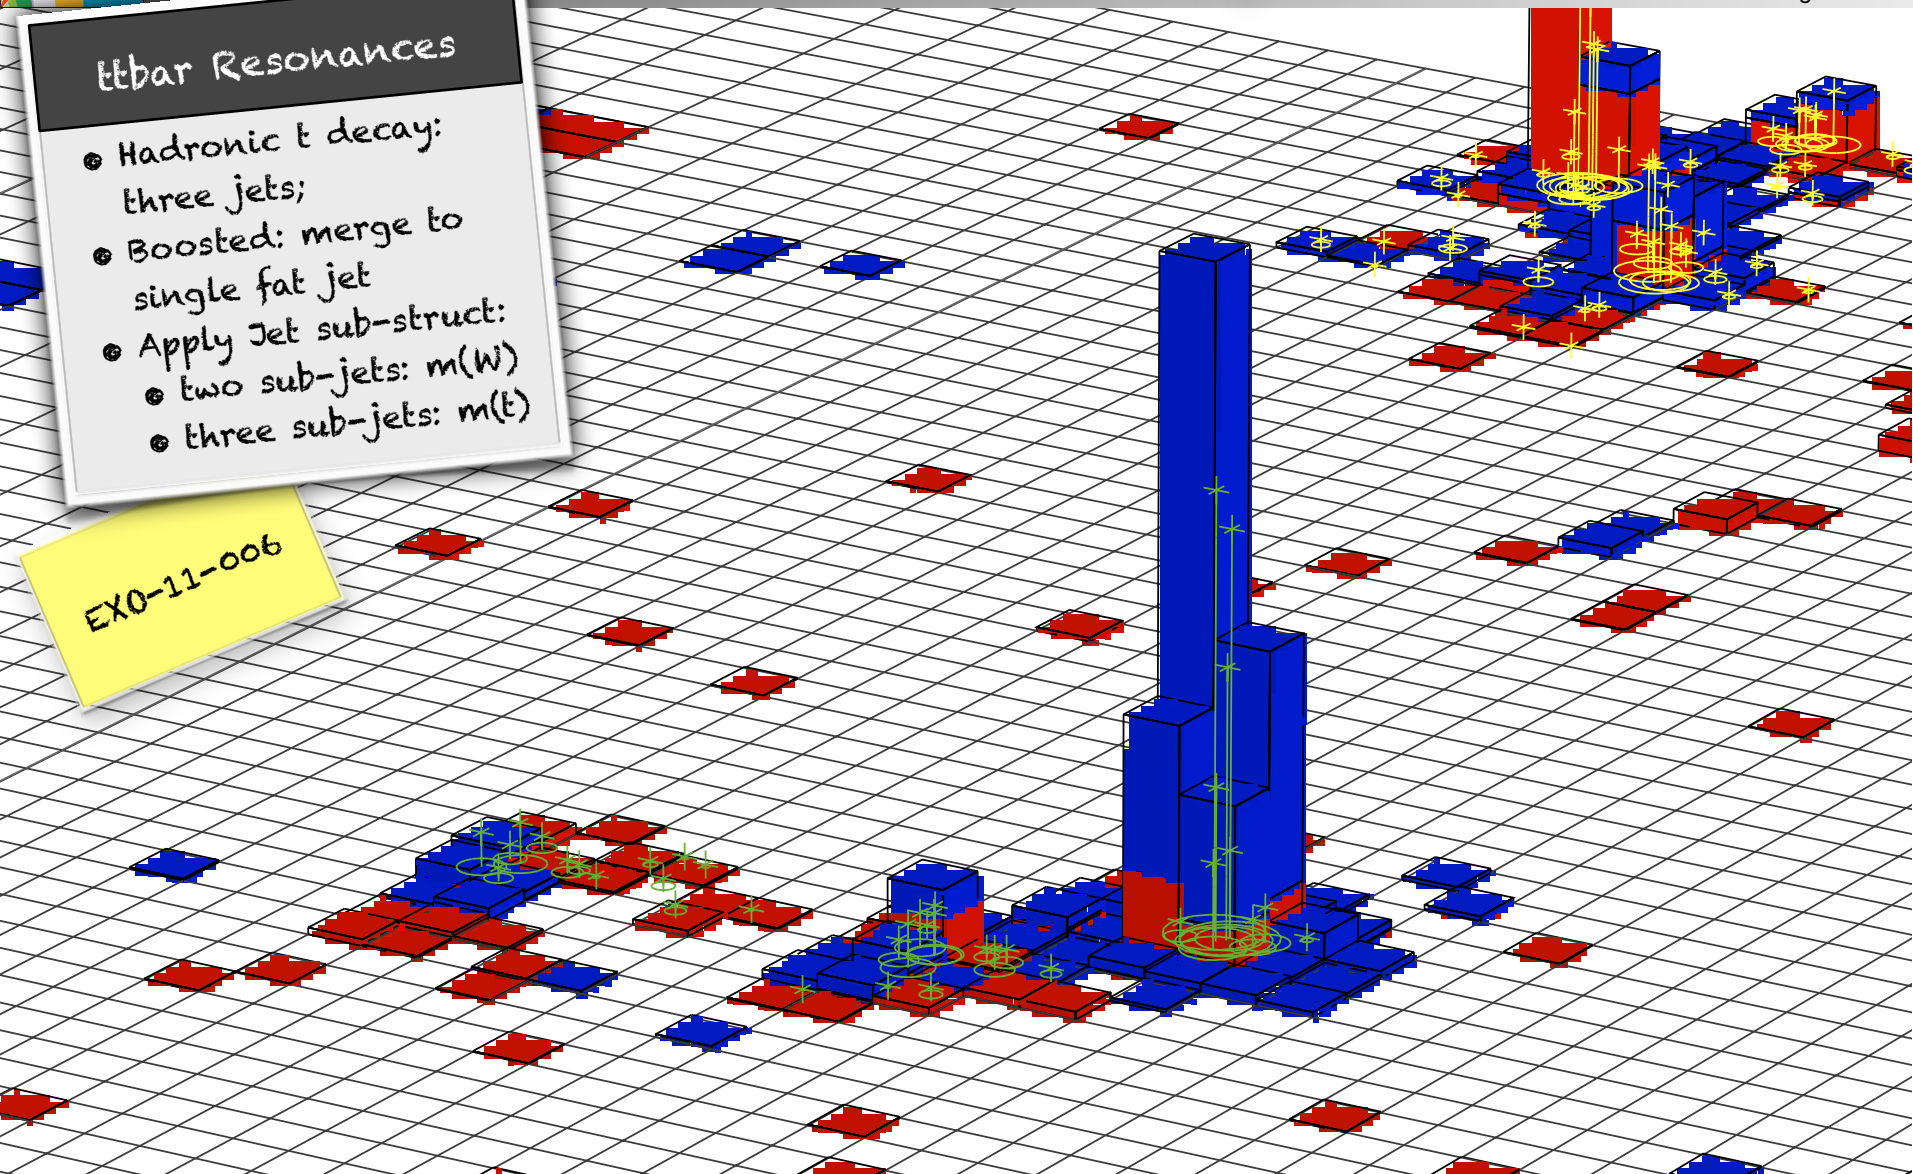 ttbar Resonances
• Hadronic t decay:
three jets;
• Boosted: merge to
single fat jet
• Apply Jet sub-struct:
• two sub-jets: m(W)
• three sub-jets: m(t)
EXO-11-006